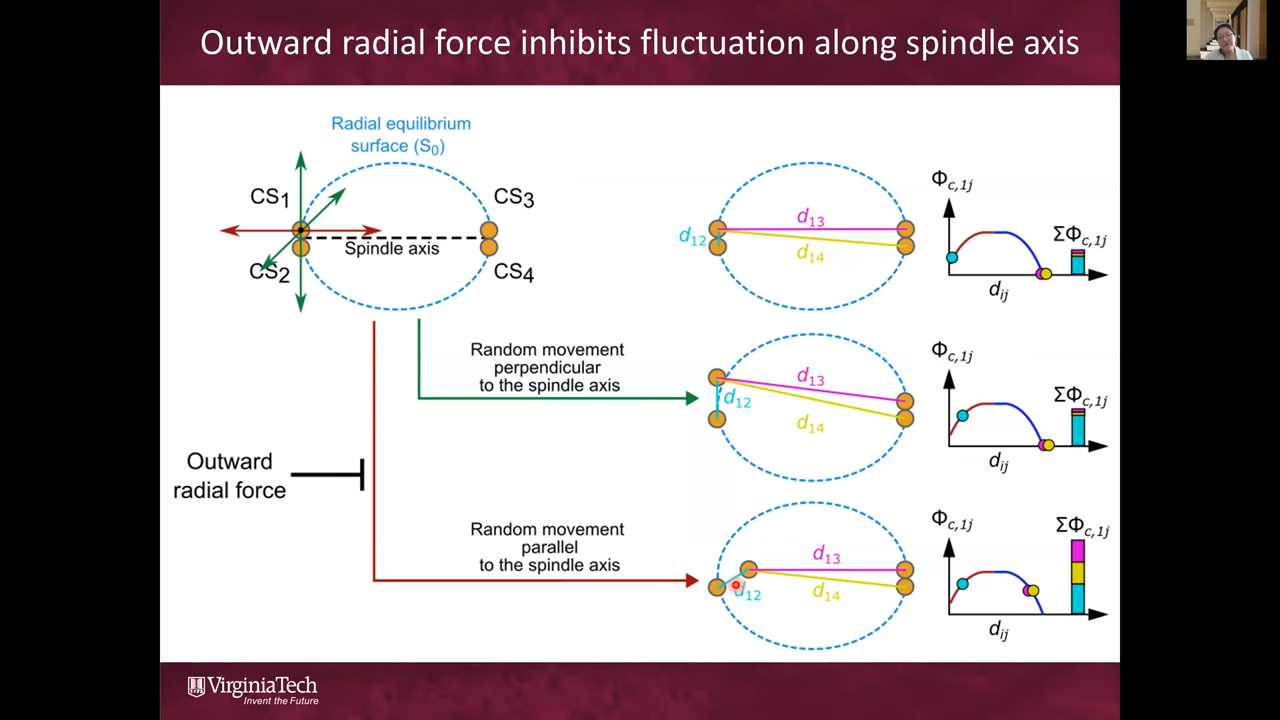 Outward radial force inhibits fluctuation along spindle axis
Radial equilibrium
surface (S0)
CS1
CS3
Spindle axis
CS2
CS4
d13
d12
d14
Φc,1j
ΣΦc,1j
dij
Random movement
perpendicular
to the spindle axis
d13
d12
d14
Φc,1j
ΣΦc,1j
dij
Outward
radial force
Random movement
parallel
to the spindle axis
d13
d12
d14
Φc,1j
ΣΦc,1j
dij
VirginiaTech
Invent the Future